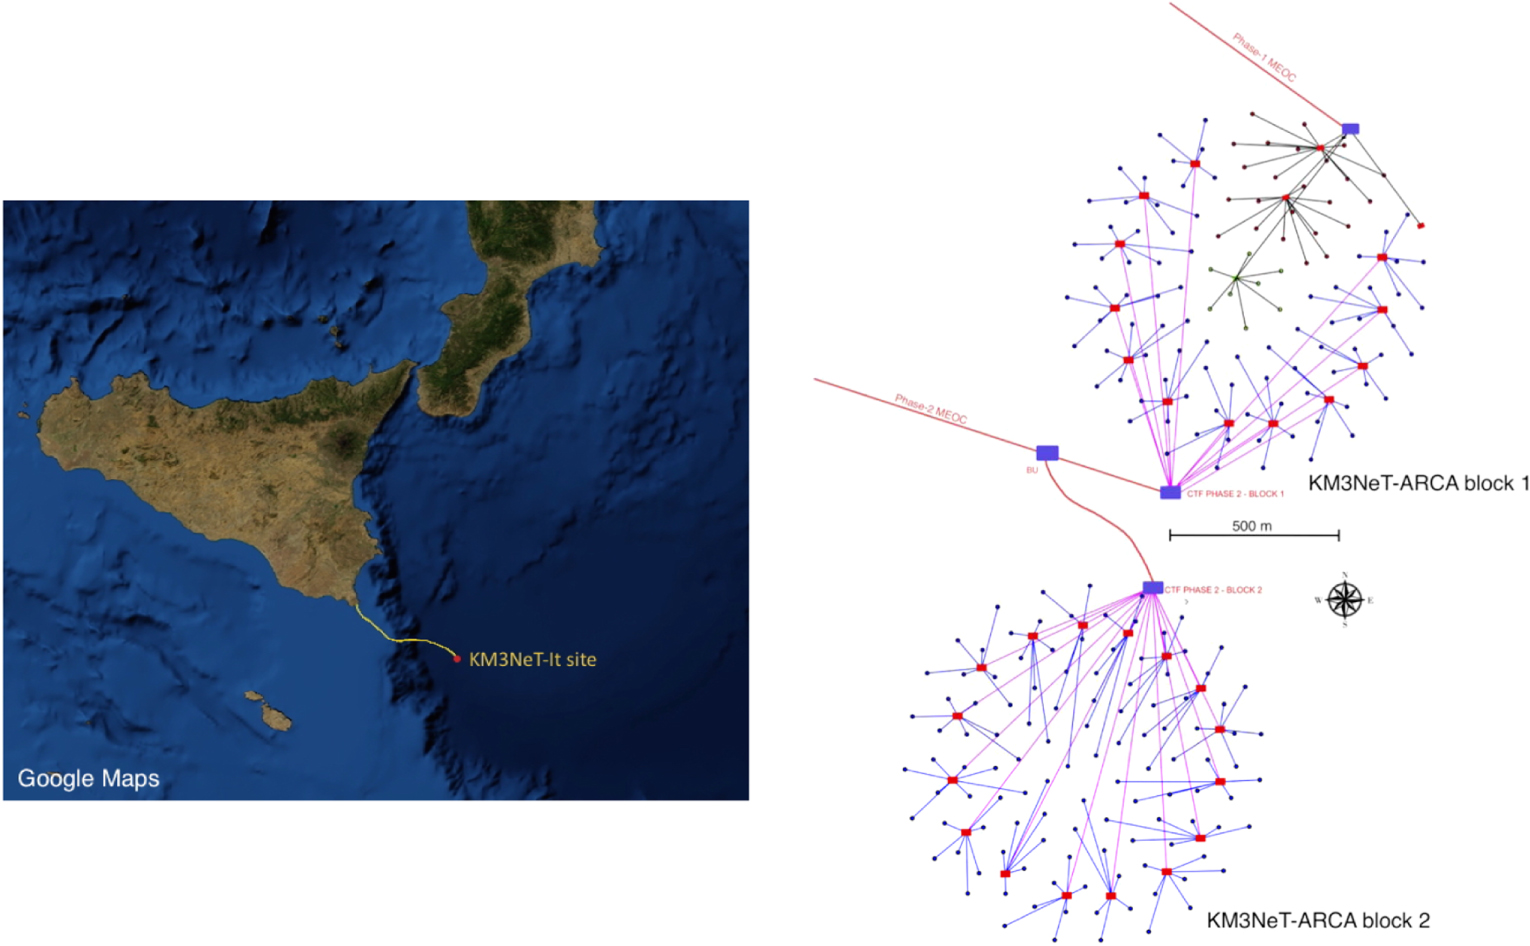 KM3NeT-It site
Google Maps
Phase-1 MEOC
Phase-2 MEOC
BU
CTF PHASE 2 - BLOCK 1
KM3NeT-ARCA block 1
500 m
CTF PHASE 2 - BLOCK 2
N
W
E
S
KM3NeT-ARCA block 2